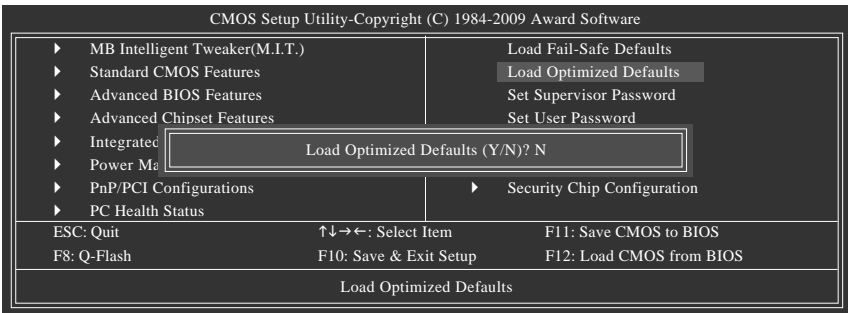 CMOS Setup Utility-Copyright (C) 1984-2009 Award Software
MB Intelligent Tweaker(M.I.T.)
Standard CMOS Features
Advanced BIOS Features
Advanced Chipset Features
Integrated
Power Ma
PnP/PCI Configurations
PC Health Status
Load Fail-Safe Defaults
Load Optimized Defaults
Set Supervisor Password
Set User Password
Security Chip Configuration
Load Optimized Defaults (Y/N)? N
ESC: Quit ↑↓→←: Select Item F11: Save CMOS to BIOS
F8: Q-Flash F10: Save & Exit Setup F12: Load CMOS from BIOS
Load Optimized Defaults